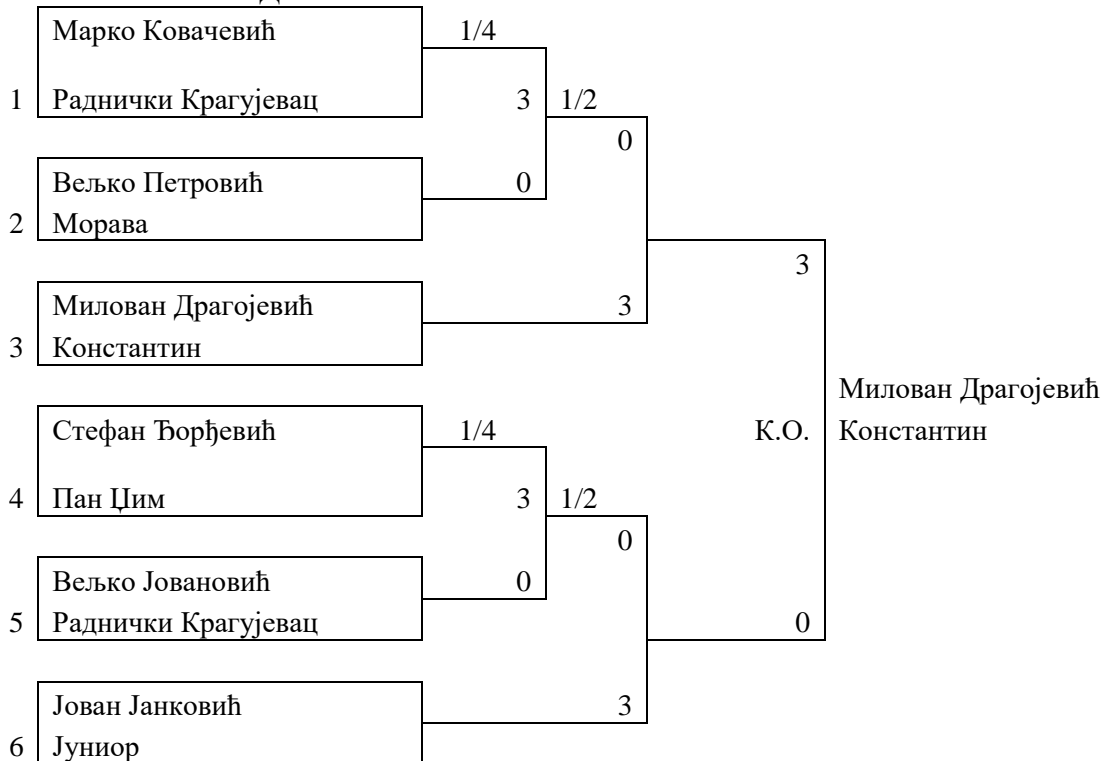 Марко Ковачевић 1/4
1 Раднички Крагујевац 3 1/2
0
Вељко Петровић 0
2 Морава
3
Милован Драгојевић 3
3 Константин
Милован Драгојевић
Стефан Ђорђевић 1/4 К.О. Константин
4 Пан Џим 3 1/2
0
Вељко Јовановић 0
5 Раднички Крагујевац 0
Јован Јанковић 3
6 Јуниор